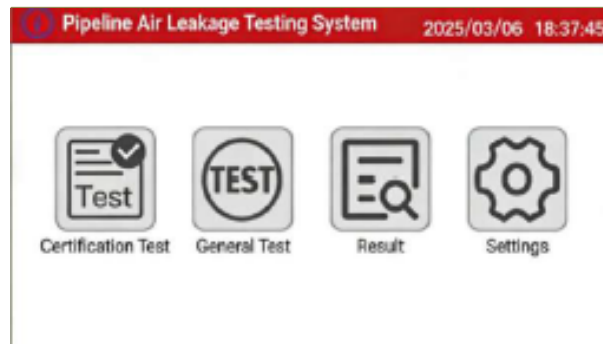 Pipeline Air Leakage Testing System 2025/03/06 18:37:45
Test TEST
Certification Test General Test Result Settings